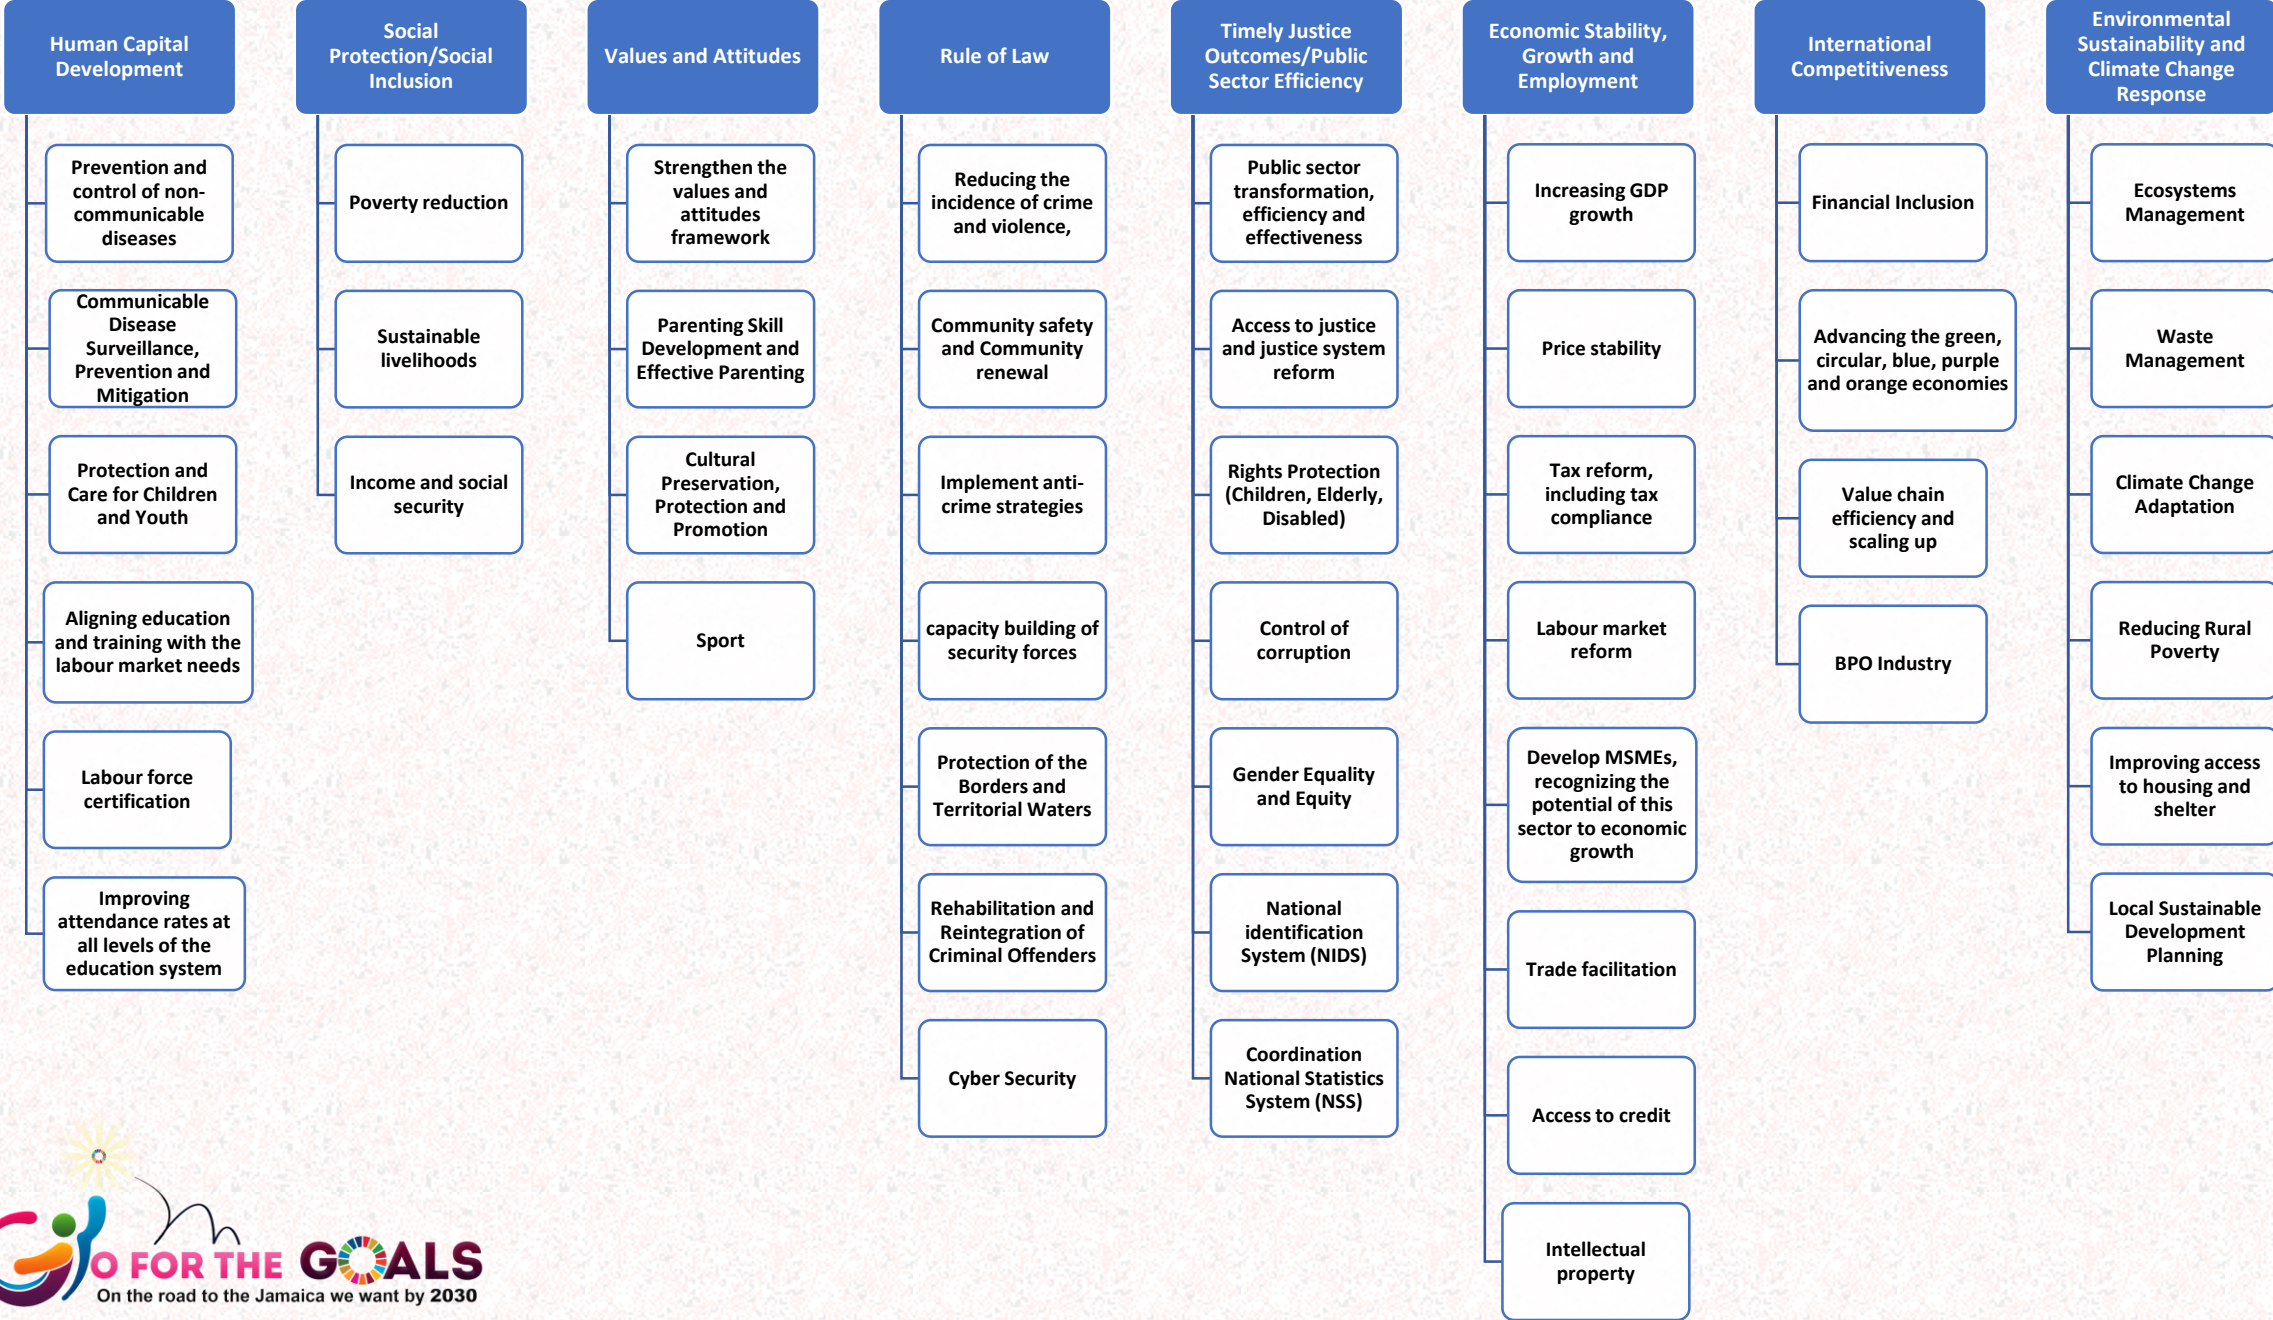 Human Capital
Development
Prevention and
control of non-
communicable
diseases
Communicable
Disease
Surveillance,
Prevention and
Mitigation
Protection and
Care for Children
and Youth
Aligning education
and training with the
labour market needs
Labour force
certification
Improving
attendance rates at
all levels of the
education system
Social
Protection/Social
Inclusion
Poverty reduction
Sustainable
livelihoods
Income and social
security
Values and Attitudes
Strengthen the
values and
attitudes
framework
Parenting Skill
Development and
Effective Parenting
Cultural
Preservation,
Protection and
Promotion
Sport
Rule of Law
Reducing the
incidence of crime
and violence,
Community safety
and Community
renewal
Implement anti-
crime strategies
capacity building of
security forces
Protection of the
Borders and
Territorial Waters
Rehabilitation and
Reintegration of
Criminal Offenders
Cyber Security
Timely Justice
Outcomes/Public
Sector Efficiency
Public sector
transformation,
efficiency and
effectiveness
Access to justice
and justice system
reform
Rights Protection
(Children, Elderly,
Disabled)
Control of
corruption
Gender Equality
and Equity
National
identification
System (NIDS)
Coordination
National Statistics
System (NSS)
Economic Stability,
Growth and
Employment
Increasing GDP
growth
Price stability
Tax reform,
including tax
compliance
Labour market
reform
Develop MSMEs,
recognizing the
potential of this
sector to economic
growth
Trade facilitation
Access to credit
Intellectual
property
International
Competitiveness
Financial Inclusion
Advancing the green,
circular, blue, purple
and orange economies
Value chain
efficiency and
scaling up
BPO Industry
Environmental
Sustainability and
Climate Change
Response
Ecosystems
Management
Waste
Management
Climate Change
Adaptation
Reducing Rural
Poverty
Improving access
to housing and
shelter
Local Sustainable
Development
Planning
GO FOR THE GOALS
On the road to the Jamaica we want by 2030